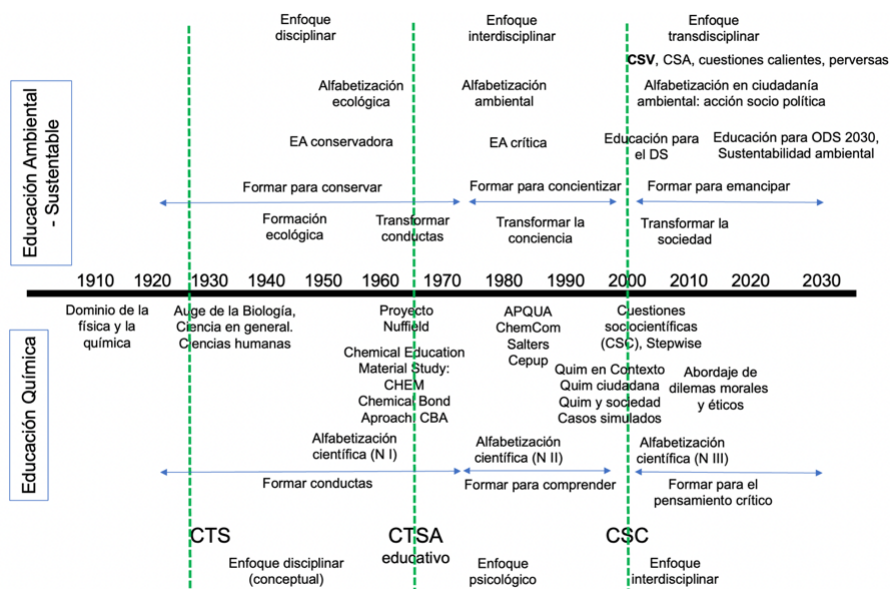 Enfoque
disciplinar
Enfoque
interdisciplinar
Enfoque
transdisciplinar
CSV, CSA, cuestiones calientes, perversas
Educación Ambiental
- Sustentable
Alfabetización
ecológica
Alfabetización
ambiental
Alfabetización en ciudadanía
ambiental: acción socio política
EA conservadora
EA crítica
Educación para
el DS
Educación para ODS 2030,
Sustentabilidad ambiental
Formar para conservar
Formar para concientizar
Formar para emancipar
Formación
ecológica
Transformar
conductas
Transformar la
conciencia
Transformar la
sociedad
1910 1920 1930 1940 1950 1960 1970 1980 1990 2000 2010 2020 2030
Educación Química
Dominio de la
física y la
química
Auge de la Biología,
Ciencia en general.
Ciencias humanas
Proyecto
Nuffield
Chemical Education
Material Study:
CHEM
Chemical Bond
Aproach: CBA
APQUA
ChemCom
Salters
Cepup
Cuestiones
sociocientíficas
(CSC), Stepwise
Quim en Contexto
Quim ciudadana
Quim y sociedad
Casos simulados
Abordaje de
dilemas morales
y éticos
Alfabetización
científica (N I)
Alfabetización
científica (N II)
Alfabetización
científica (N III)
Formar conductas
Formar para comprender
Formar para el
pensamiento crítico
CTS
CTSA
educativo
CSC
Enfoque disciplinar
(conceptual)
Enfoque
psicológico
Enfoque
interdisciplinar